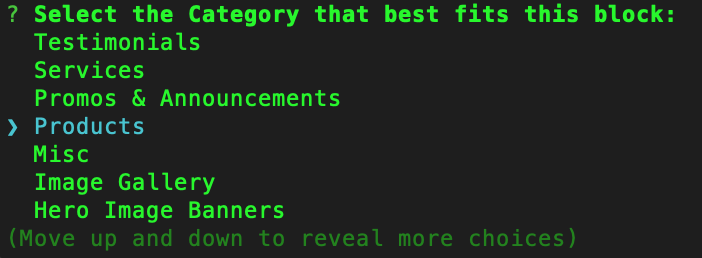 ? Select the Category that best fits this block:
Testimonials
Services
Promos & Announcements
❯ Products
Misc
Image Gallery
Hero Image Banners
(Move up and down to reveal more choices)